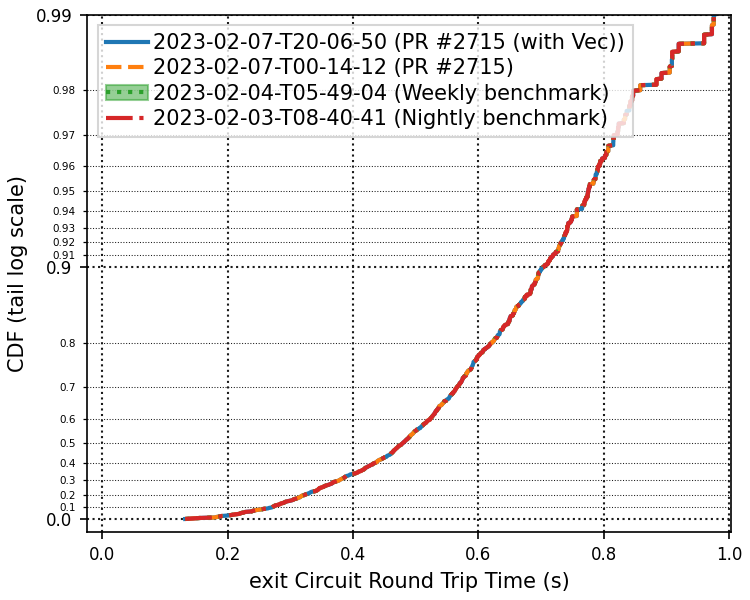 0.99
2023-02-07-T20-06-50 (PR #2715 (with Vec))
2023-02-07-T00-14-12 (PR #2715)
2023-02-04-T05-49-04 (Weekly benchmark)
2023-02-03-T08-40-41 (Nightly benchmark)
0.98
0.97
0.96
0.95
0.94
0.93
0.92
0.91
0.9
0.8
0.7
0.6
0.5
0.4
0.3
0.2
0.1
0.0
CDF (tail log scale)
0.0 0.2 0.4 0.6 0.8 1.0
exit Circuit Round Trip Time (s)